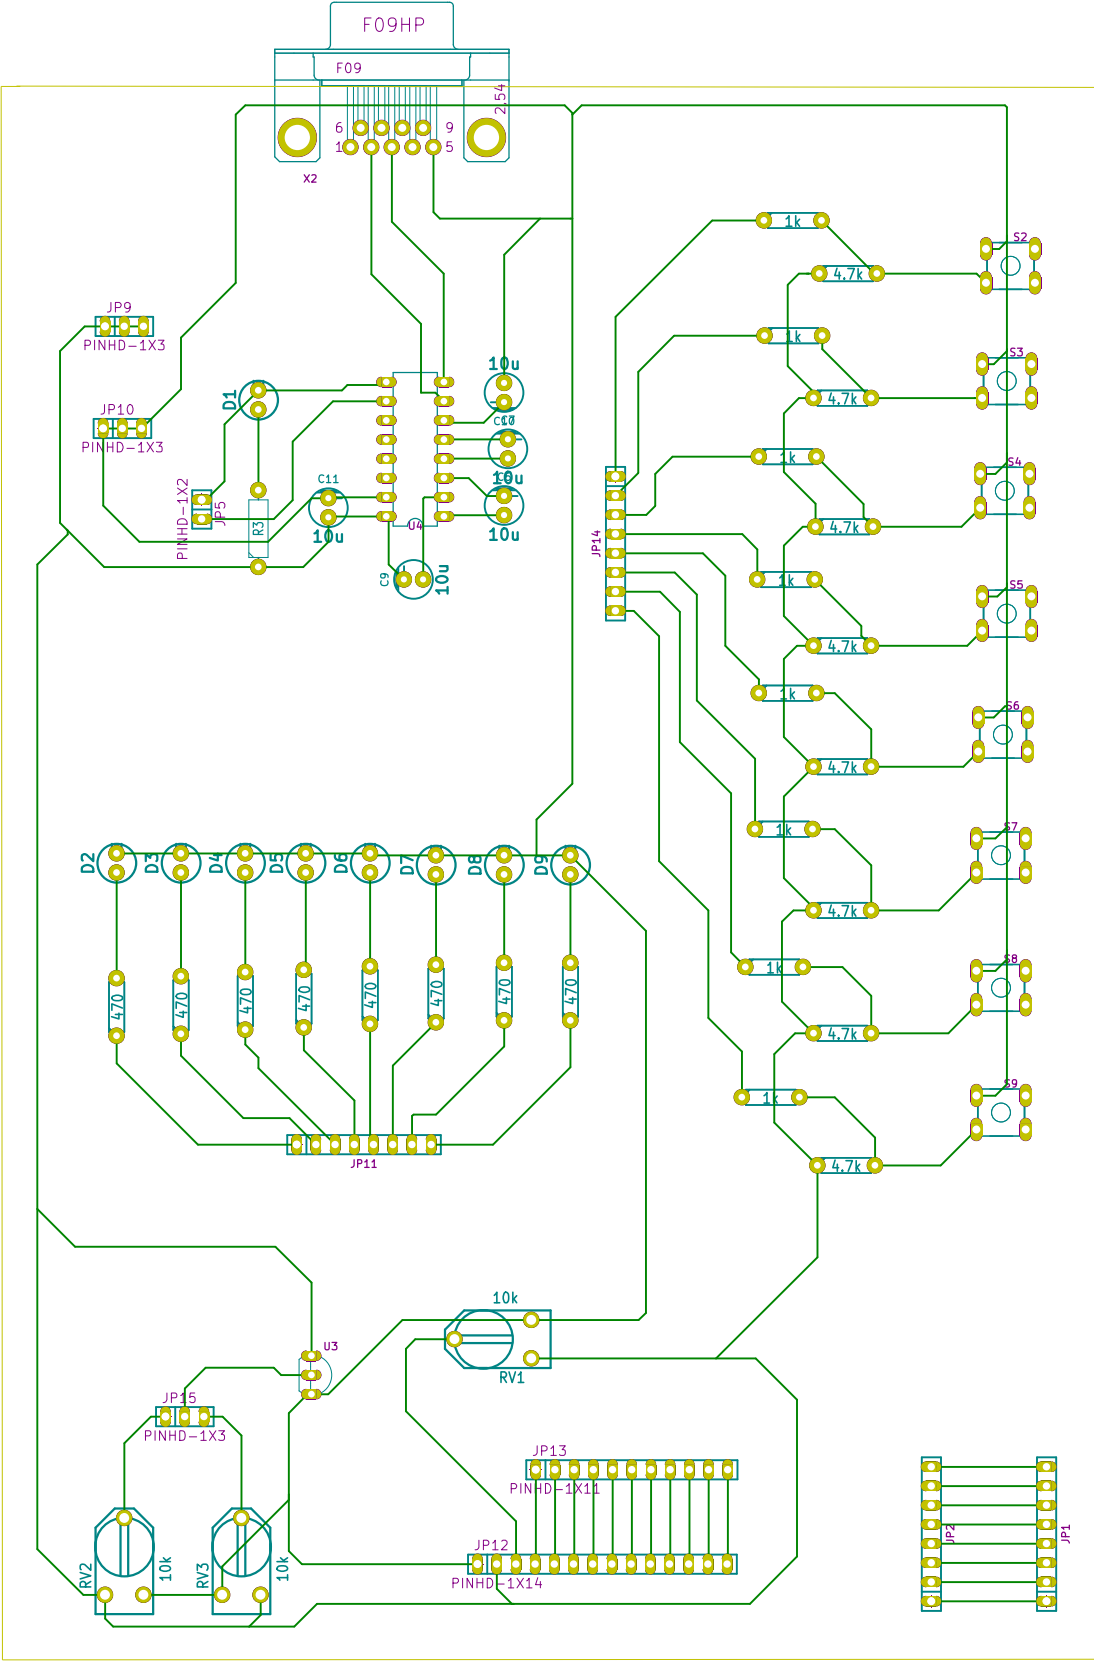 F09HP
F09
2,54
6
9
1
5
X2
1k
S2
4.7k
JP9
PINHD-1X3
1k
S3
10u
4.7k
D1
JP10
PINHD-1X3
1k
S4
C11
10u
PINHD-1X2
JP5
R3
U4
4.7k
10u
10u
JP14
C9
10u
1k
S5
4.7k
1k
S6
4.7k
1k
S7
D2
D3
D4
D5
D6
D7
D8
D9
4.7k
1k
S8
470
470
470
470
470
470
470
470
4.7k
1k
S9
JP11
4.7k
10k
U3
RV1
JP15
PINHD-1X3
JP13
PINHD-1X11
JP2
JP1
JP12
PINHD-1X14
RV2
10k
RV3
10k